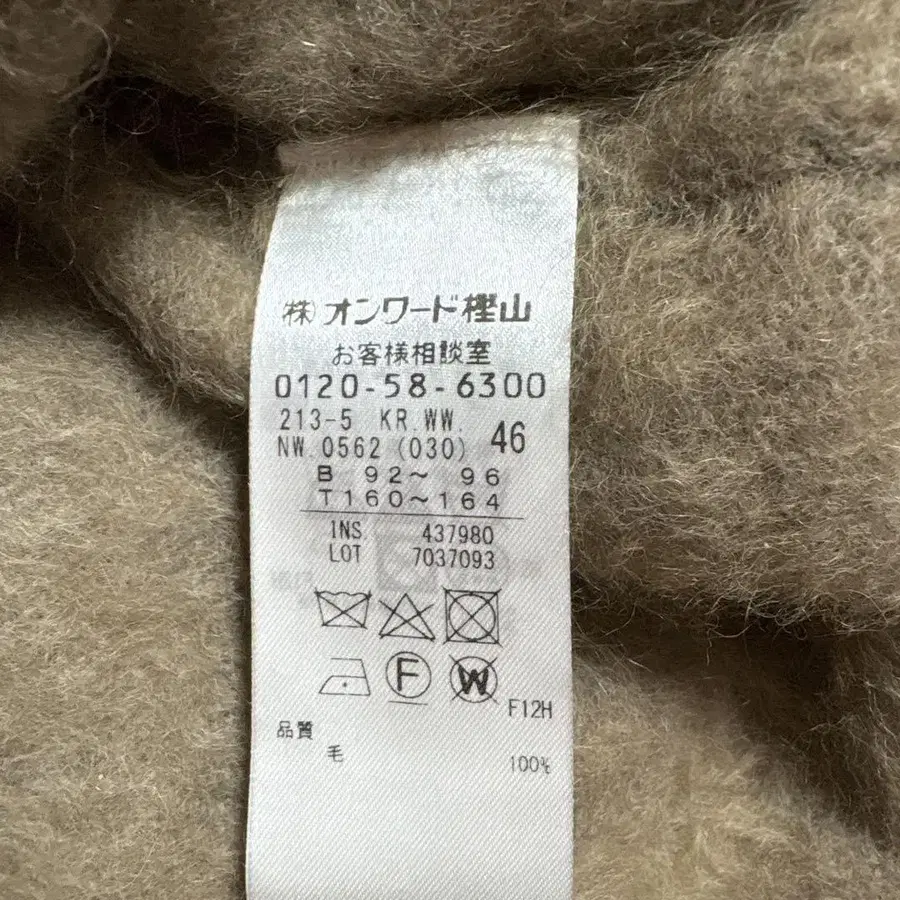 ㈱オンワード樫山
お客様相談室
0120-58-6300
213-5 KR.WW.
NW.0562 (030) 46
B 92～ 96
T160～164
INS. 437980
LOT 7037093
F
W
F12H
品質
毛 100%